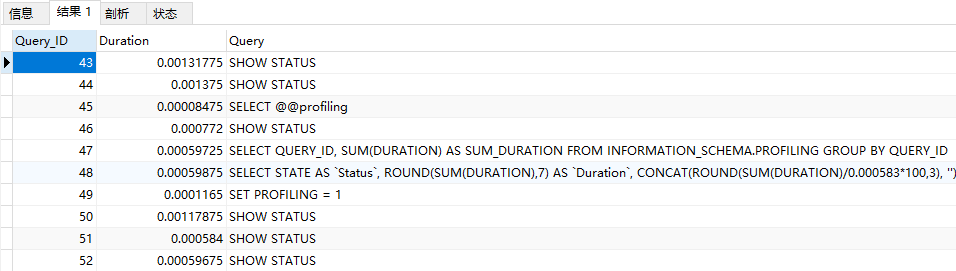 信息 结果 1 剖析 状态
Query_ID Duration Query
43 0.00131775 SHOW STATUS
44 0.001375 SHOW STATUS
45 0.00008475 SELECT @@profiling
46 0.000772 SHOW STATUS
47 0.00059725 SELECT QUERY_ID, SUM(DURATION) AS SUM_DURATION FROM INFORMATION_SCHEMA.PROFILING GROUP BY QUERY_ID
48 0.00059875 SELECT STATE AS `Status`, ROUND(SUM(DURATION),7) AS `Duration`, CONCAT(ROUND(SUM(DURATION)/0.000583*100,3), '')
49 0.0001165 SET PROFILING = 1
50 0.00117875 SHOW STATUS
51 0.000584 SHOW STATUS
52 0.00059675 SHOW STATUS